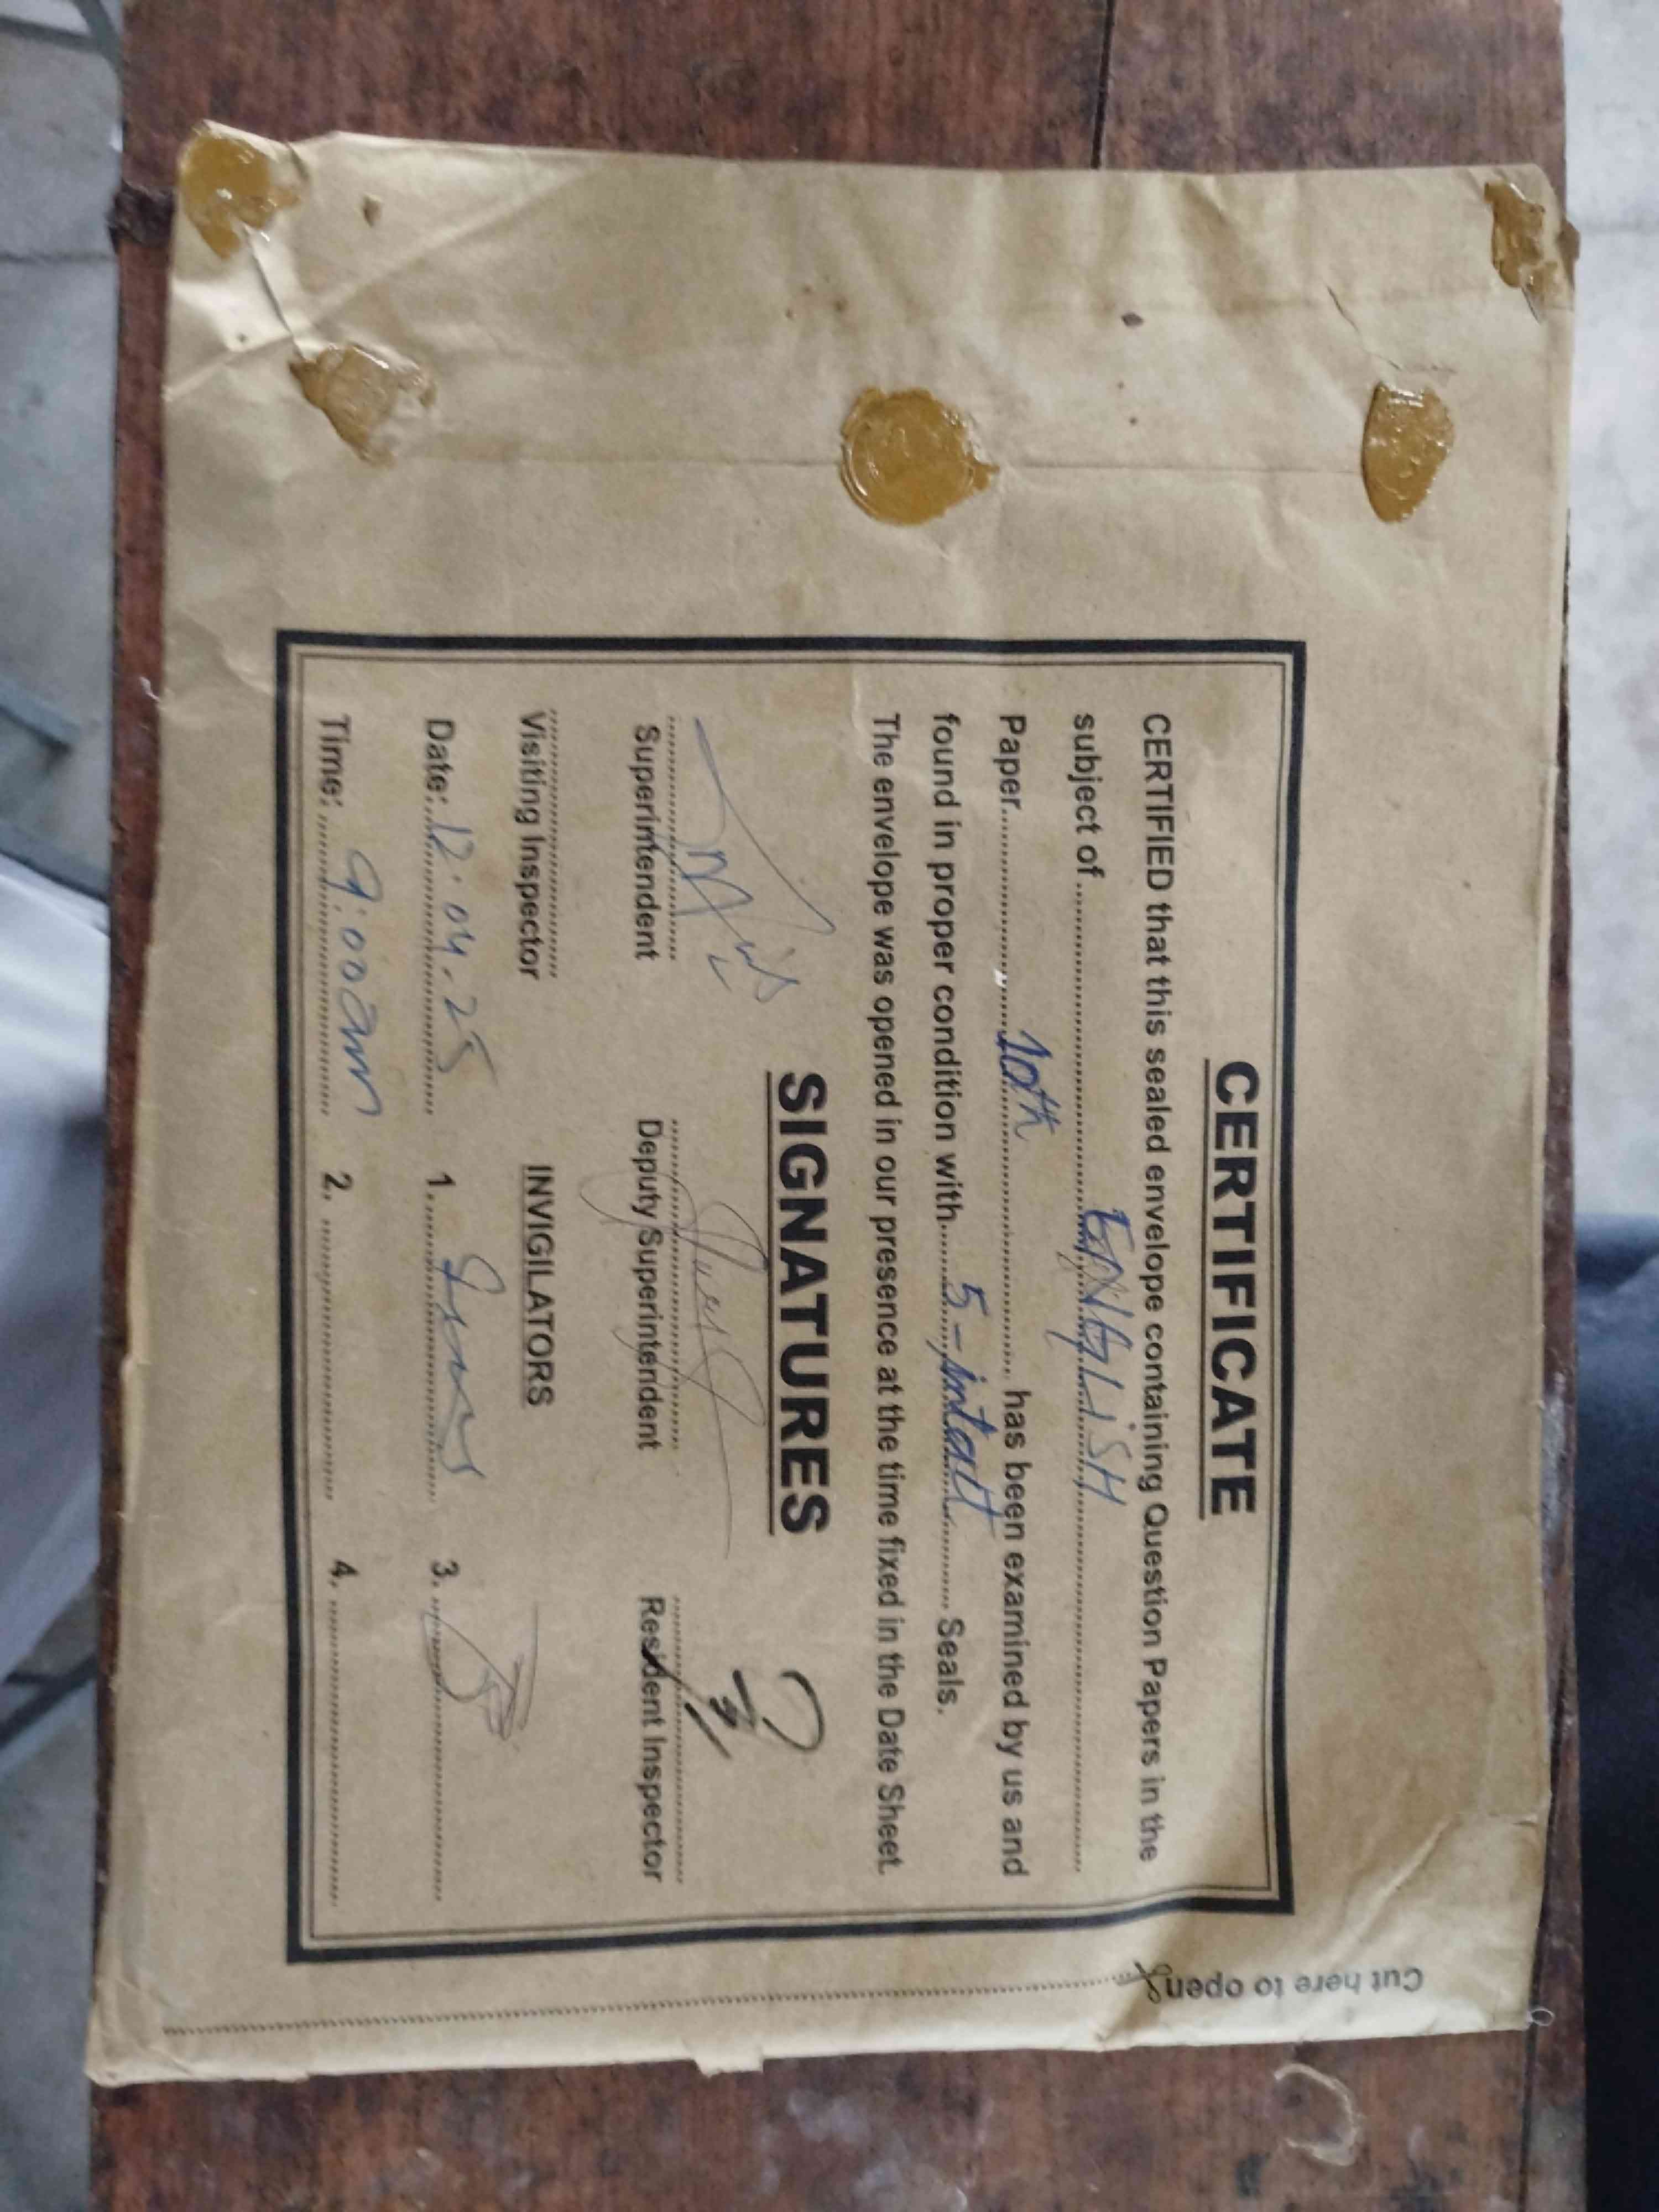 CERTIFICATE
CERTIFIED that this sealed envelope containing Question Papers in the
subject of ........ ENGLISH ........
Paper........ 10th ........ has been examined by us and
found in proper condition with........ 5-intact ........ Seals.
The envelope was opened in our presence at the time fixed in the Date Sheet.
SIGNATURES
Superintendent Deputy Superintendent Resident Inspector
Visiting Inspector INVIGILATORS
Date: 12.04.25 1. 3.
Time: 9:00am 2. 4.
Cut here to open